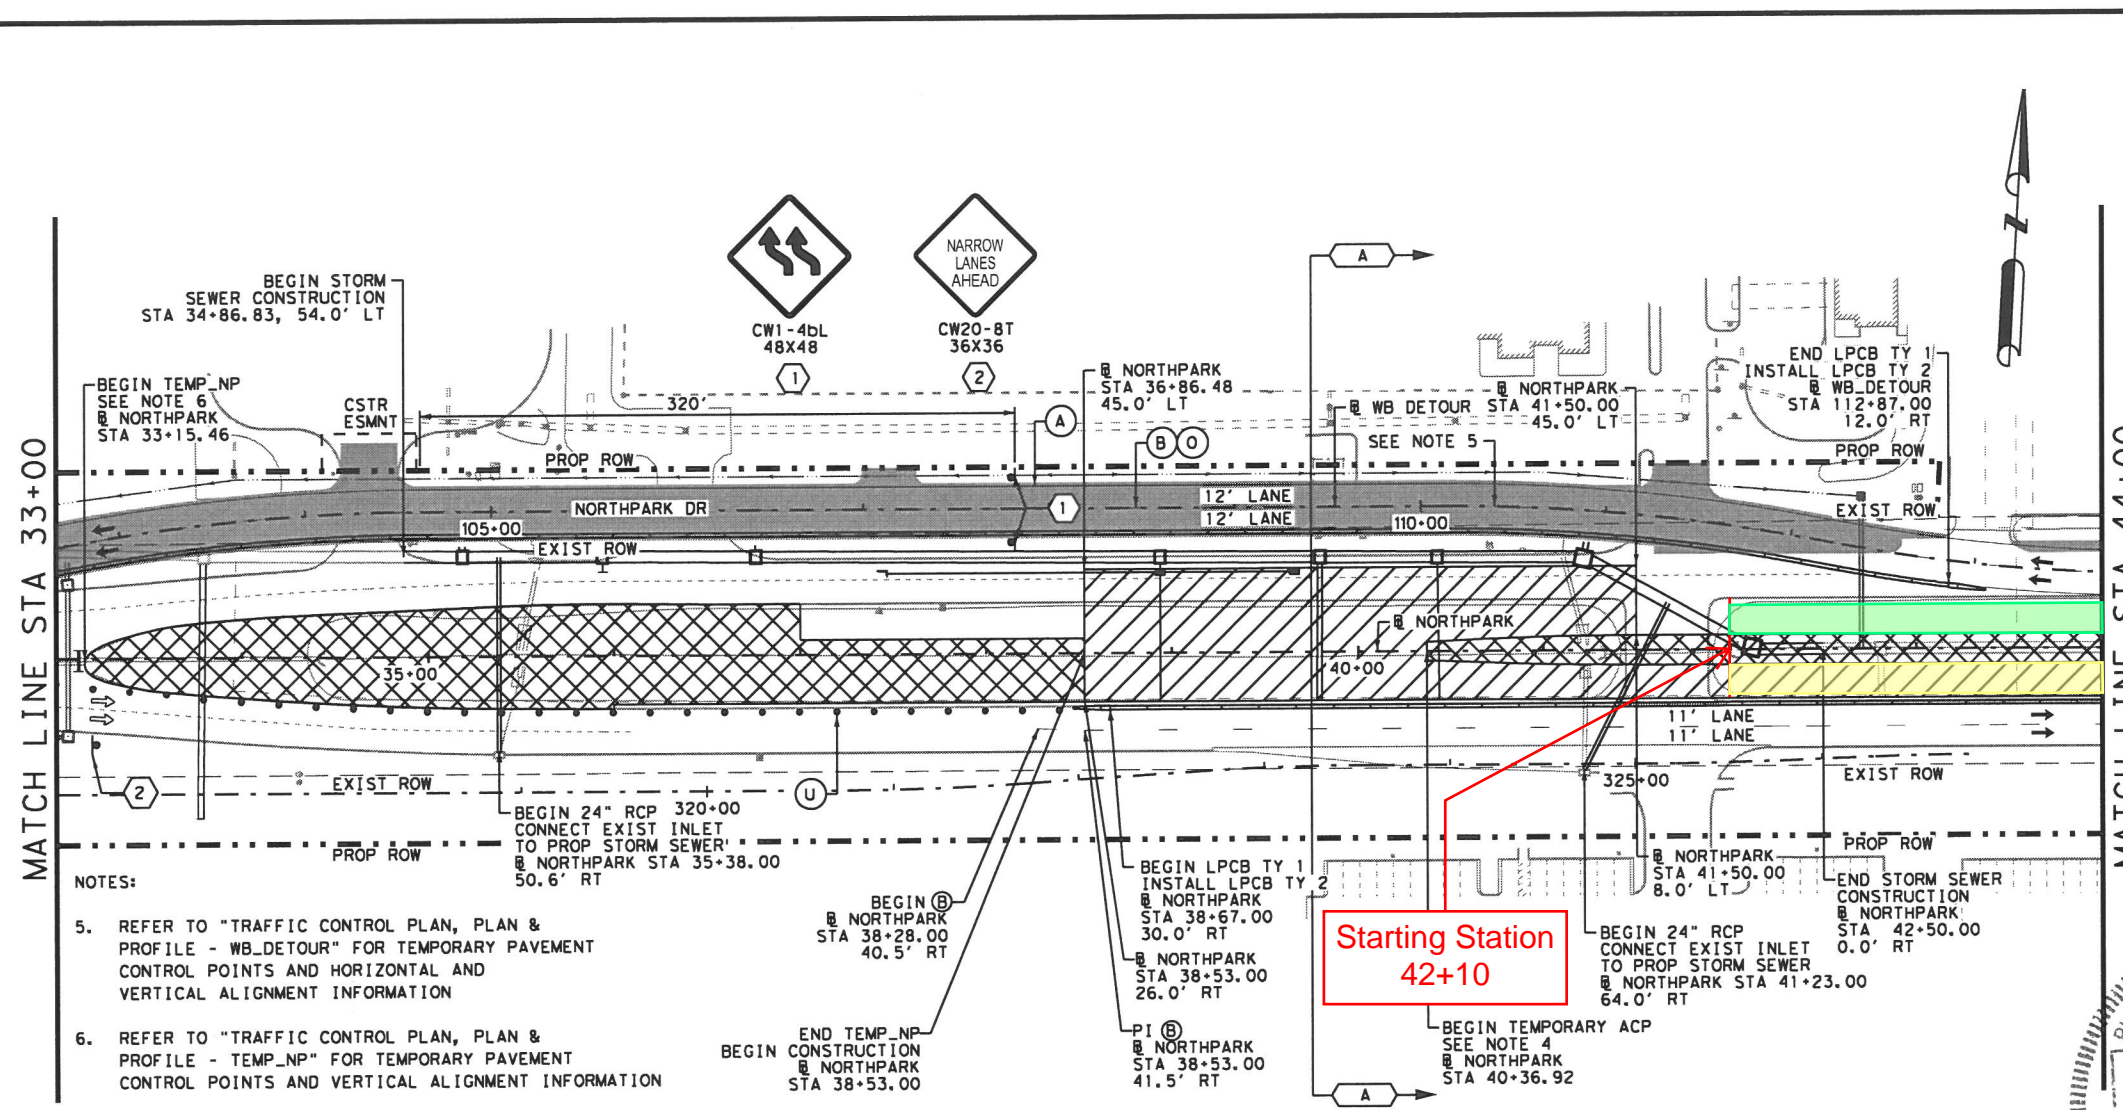 MATCH LINE STA 33+00
BEGIN STORM
SEWER CONSTRUCTION
STA 34+86.83, 54.0' LT
BEGIN TEMP_NP
SEE NOTE 6
℄ NORTHPARK
STA 33+15.46
CSTR
ESMNT
320'
CW1-4bL
48X48
1
NARROW
LANES
AHEAD
CW20-8T
36X36
2
A
℄ NORTHPARK
STA 36+86.48
45.0' LT
A
B O
℄ WB DETOUR
℄ NORTHPARK
STA 41+50.00
45.0' LT
SEE NOTE 5
END LPCB TY 1
INSTALL LPCB TY 2
℄ WB_DETOUR
STA 112+87.00
12.0' RT
PROP ROW
PROP ROW
EXIST ROW
NORTHPARK DR
105+00
EXIST ROW
1
12' LANE
12' LANE
110+00
N
35+00
℄ NORTHPARK
40+00
11' LANE
11' LANE
EXIST ROW
2
EXIST ROW
320+00
U
325+00
PROP ROW
PROP ROW
BEGIN 24" RCP
CONNECT EXIST INLET
TO PROP STORM SEWER
℄ NORTHPARK STA 35+38.00
50.6' RT
BEGIN B
℄ NORTHPARK
STA 38+28.00
40.5' RT
END TEMP_NP
BEGIN CONSTRUCTION
℄ NORTHPARK
STA 38+53.00
BEGIN LPCB TY 1
INSTALL LPCB TY 2
℄ NORTHPARK
STA 38+67.00
30.0' RT
℄ NORTHPARK
STA 38+53.00
26.0' RT
PI B
℄ NORTHPARK
STA 38+53.00
41.5' RT
Starting Station
42+10
BEGIN TEMPORARY ACP
SEE NOTE 4
℄ NORTHPARK
STA 40+36.92
A
℄ NORTHPARK
STA 41+50.00
8.0' LT
BEGIN 24" RCP
CONNECT EXIST INLET
TO PROP STORM SEWER
℄ NORTHPARK STA 41+23.00
64.0' RT
END STORM SEWER
CONSTRUCTION
℄ NORTHPARK
STA 42+50.00
0.0' RT
NOTES:
5. REFER TO "TRAFFIC CONTROL PLAN, PLAN &
PROFILE - WB_DETOUR" FOR TEMPORARY PAVEMENT
CONTROL POINTS AND HORIZONTAL AND
VERTICAL ALIGNMENT INFORMATION
6. REFER TO "TRAFFIC CONTROL PLAN, PLAN &
PROFILE - TEMP_NP" FOR TEMPORARY PAVEMENT
CONTROL POINTS AND VERTICAL ALIGNMENT INFORMATION
MATCH LINE STA 44+00